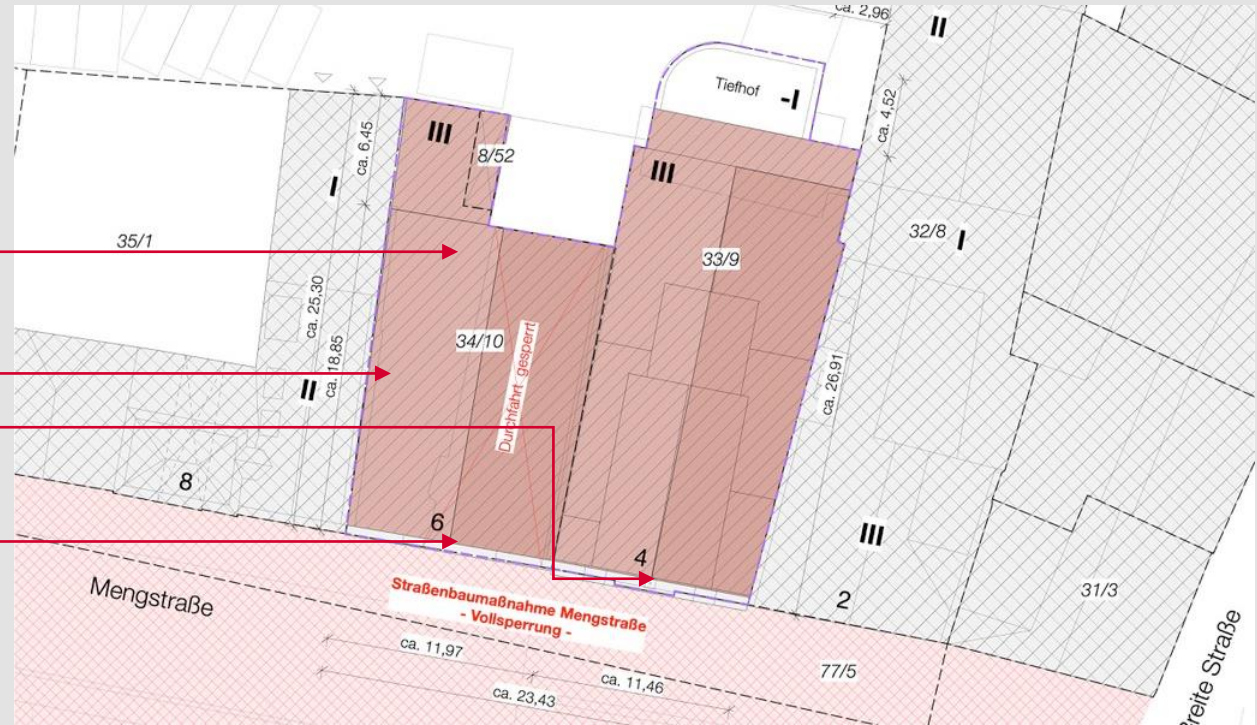 ca. 2,96
II
Tiefhof -I
ca. 4,52
III
ca. 6,45
8/52
III
I
35/1
32/8 I
33/9
ca. 25,30
34/10
ca. 18,85
Durchfahrt gesperrt
ca. 26,91
II
8
6
III
4
Mengstraße
Straßenbaumaßnahme Mengstraße
- Vollsperrung -
2
31/3
ca. 11,97
77/5
ca. 11,46
ca. 23,43
Breite Straße